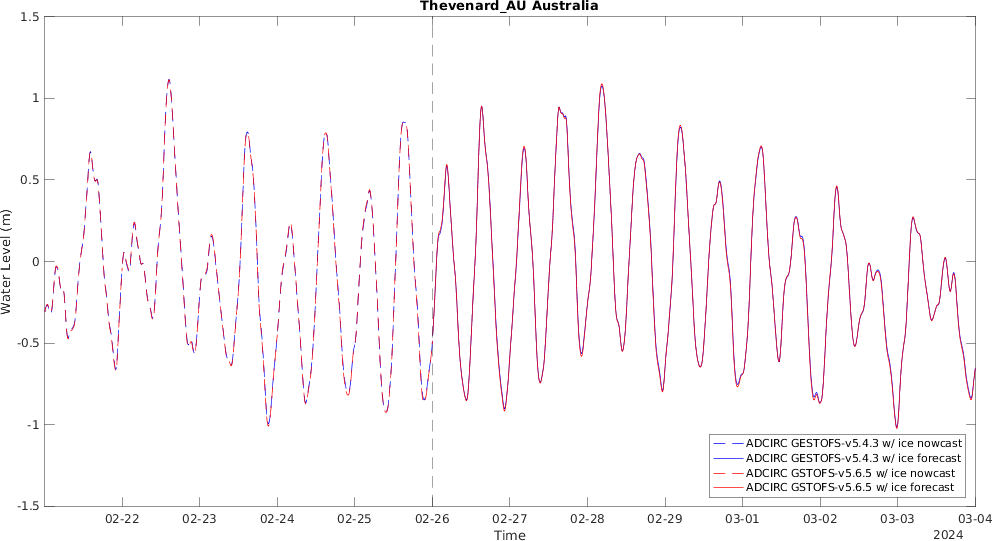 Thevenard_AU Australia
Water Level (m)
1.5
1
0.5
0
-0.5
-1
-1.5
ADCIRC GESTOFS-v5.4.3 w/ ice nowcast
ADCIRC GESTOFS-v5.4.3 w/ ice forecast
ADCIRC GSTOFS-v5.6.5 w/ ice nowcast
ADCIRC GSTOFS-v5.6.5 w/ ice forecast
02-22 02-23 02-24 02-25 02-26 02-27 02-28 02-29 03-01 03-02 03-03 03-04
Time
2024